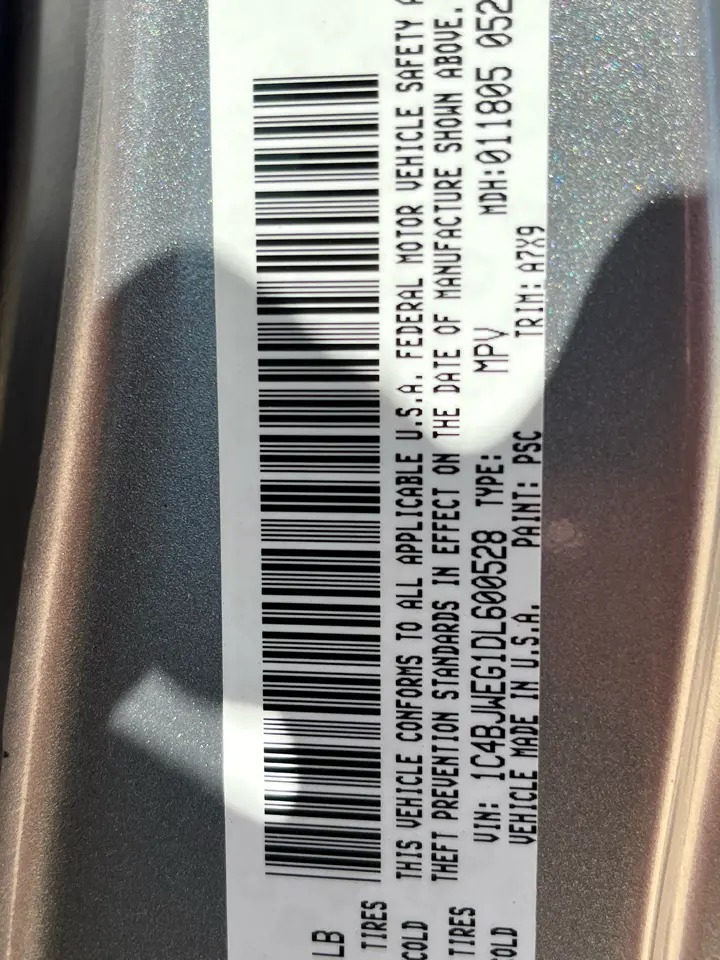 THIS VEHICLE CONFORMS TO ALL APPLICABLE U.S.A. FEDERAL MOTOR VEHICLE SAFETY A
THEFT PREVENTION STANDARDS IN EFFECT ON THE DATE OF MANUFACTURE SHOWN ABOVE.
VIN: 1C4BJWEG1DL600528 TYPE: MPV MDH:011805 052
VEHICLE MADE IN U.S.A. PAINT: PSC TRIM: A7X9
LB
TIRES
COLD
TIRES
OLD